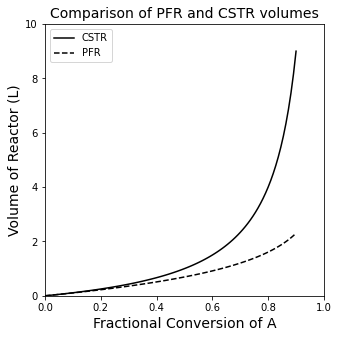 Comparison of PFR and CSTR volumes
CSTR
PFR
10
8
6
4
2
0
Volume of Reactor (L)
0.0 0.2 0.4 0.6 0.8 1.0
Fractional Conversion of A